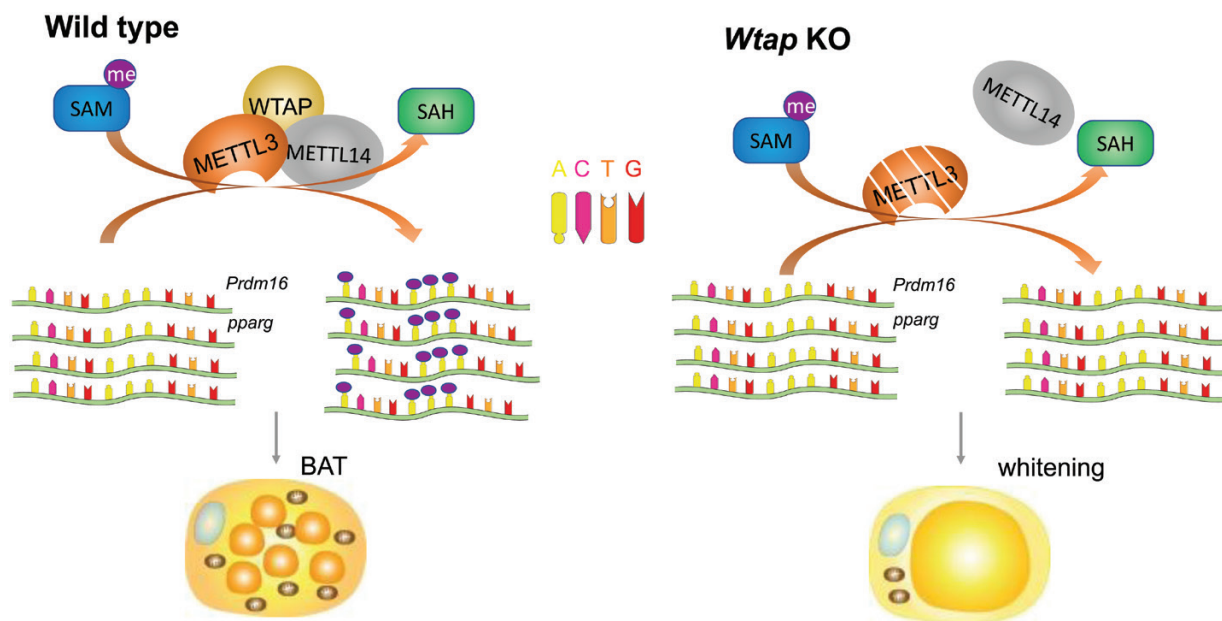 Wild type
me
SAM
WTAP
METTL3
METTL14
SAH
Prdm16
pparg
BAT
A C T G
Wtap KO
me
SAM
METTL14
METTL3
SAH
Prdm16
pparg
whitening